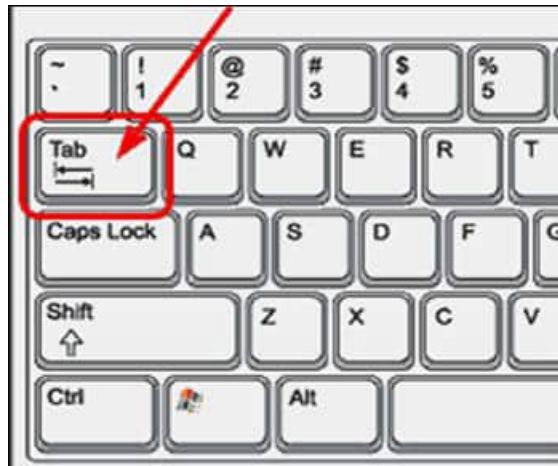 ~ ! @ # $ %
` 1 2 3 4 5
Tab Q W E R T
Caps Lock A S D F G
Shift Z X C V
Ctrl Alt